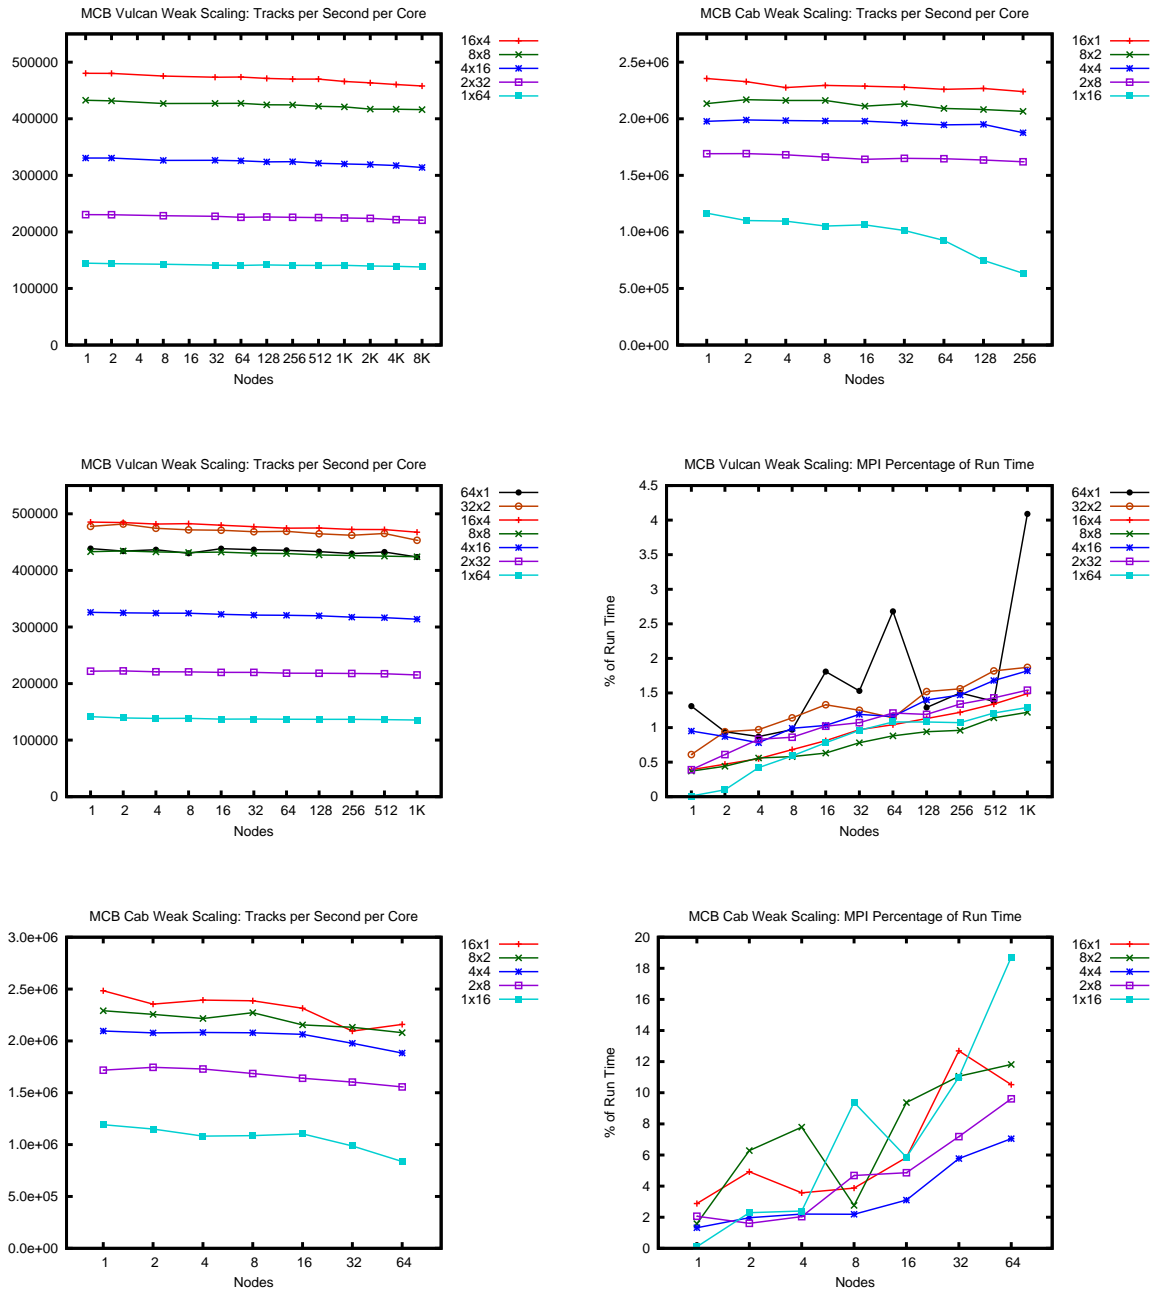 MCB Vulcan Weak Scaling: Tracks per Second per Core
500000
400000
300000
200000
100000
0
1 2 4 8 16 32 64 128 256 512 1K 2K 4K 8K
Nodes
16x4
8x8
4x16
2x32
1x64
MCB Cab Weak Scaling: Tracks per Second per Core
2.5e+06
2.0e+06
1.5e+06
1.0e+06
5.0e+05
0.0e+00
1 2 4 8 16 32 64 128 256
Nodes
16x1
8x2
4x4
2x8
1x16
MCB Vulcan Weak Scaling: Tracks per Second per Core
500000
400000
300000
200000
100000
0
1 2 4 8 16 32 64 128 256 512 1K
Nodes
64x1
32x2
16x4
8x8
4x16
2x32
1x64
MCB Vulcan Weak Scaling: MPI Percentage of Run Time
4.5
4
3.5
3
2.5
2
1.5
1
0.5
0
% of Run Time
1 2 4 8 16 32 64 128 256 512 1K
Nodes
64x1
32x2
16x4
8x8
4x16
2x32
1x64
MCB Cab Weak Scaling: Tracks per Second per Core
3.0e+06
2.5e+06
2.0e+06
1.5e+06
1.0e+06
5.0e+05
0.0e+00
1 2 4 8 16 32 64
Nodes
16x1
8x2
4x4
2x8
1x16
MCB Cab Weak Scaling: MPI Percentage of Run Time
20
18
16
14
12
10
8
6
4
2
0
% of Run Time
1 2 4 8 16 32 64
Nodes
16x1
8x2
4x4
2x8
1x16